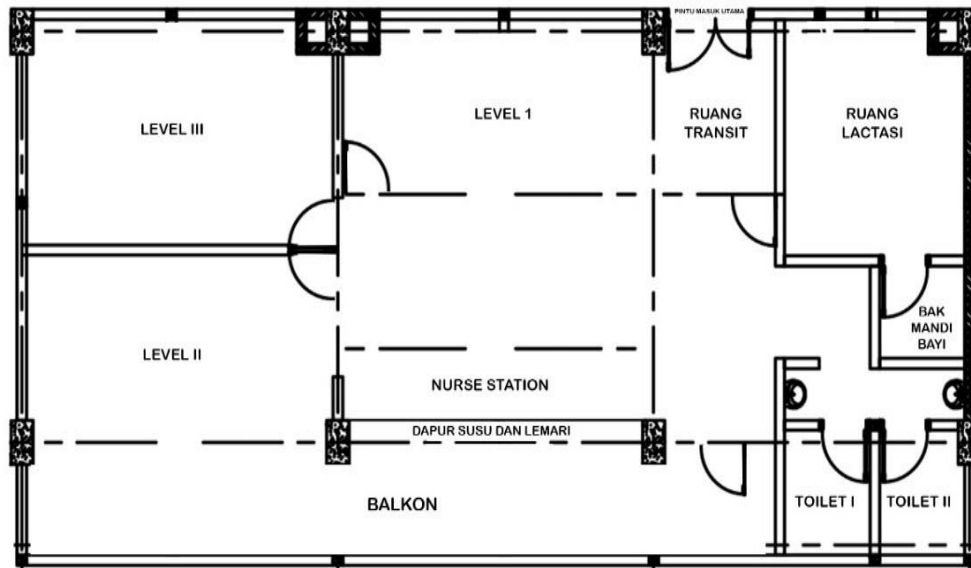 PINTU MASUK UTAMA
LEVEL III
LEVEL 1
RUANG
TRANSIT
RUANG
LACTASI
BAK
MANDI
BAYI
LEVEL II
NURSE STATION
DAPUR SUSU DAN LEMARI
BALKON
TOILET I
TOILET II